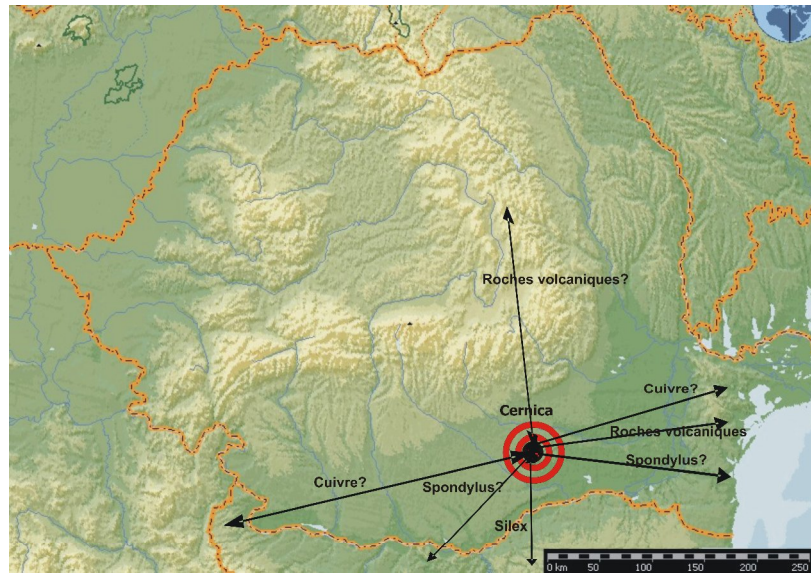 Roches volcaniques?
Cuivre?
Cernica
Roches volcaniques
Spondylus?
Cuivre?
Spondylus?
Silex
0 km 50 100 150 200 250